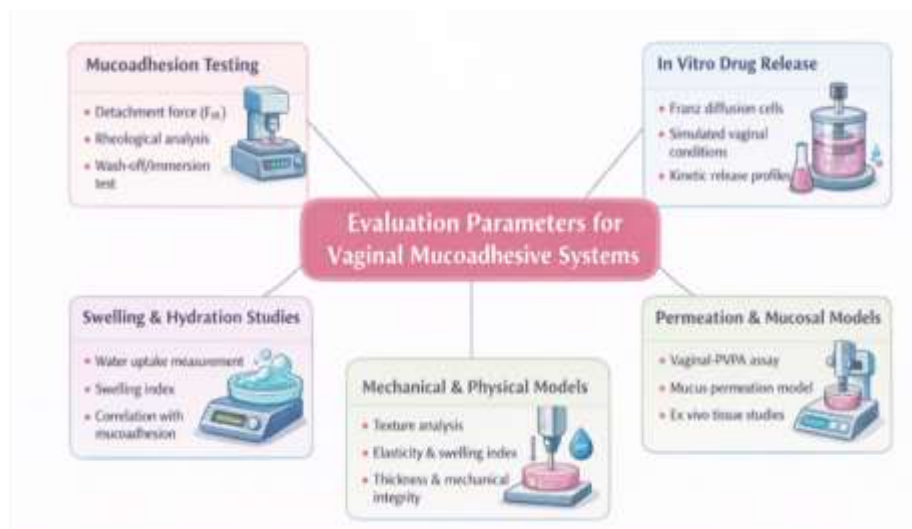 Mucoadhesion Testing
• Detachment force
• Rheological analysis
• Wash-off/immersion
test
In Vitro Drug Release
• Franz diffusion cells
• Simulated vaginal
conditions
• Kinetic release profiles
Evaluation Parameters for
Vaginal Mucoadhesive Systems
Swelling & Hydration Studies
• Water uptake measurement
• Swelling index
• Correlation with
mucoadhesion
Mechanical & Physical Models
• Texture analysis
• Elasticity & swelling index
• Thickness & mechanical
integrity
Permeation & Mucosal Models
• Vaginal-PVPA assay
• Mucus permeation model
• Ex vivo tissue studies